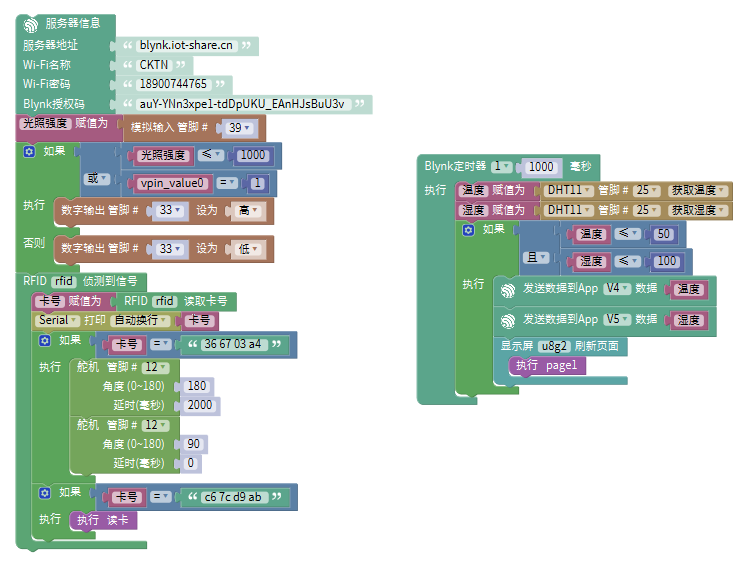 服务器信息
服务器地址 “ blynk.iot-share.cn ”
Wi-Fi名称 “ CKTN ”
Wi-Fi密码 “ 18900744765 ”
Blynk授权码 “ auY-YNn3xpe1-tdDpUKU_EAnHJsBuU3v ”
光照强度 赋值为 模拟输入 管脚 # 39
如果 光照强度 ≤ 1000
或
vpin_value0 = 1
执行 数字输出 管脚 # 33 设为 高
否则 数字输出 管脚 # 33 设为 低
RFID rfid 侦测到信号
卡号 赋值为 RFID rfid 读取卡号
Serial 打印 自动换行 卡号
如果 卡号 = “ 36 67 03 a4 ”
执行 舵机 管脚 # 12
角度 (0~180) 180
延时(毫秒) 2000
舵机 管脚 # 12
角度 (0~180) 90
延时(毫秒) 0
如果 卡号 = “ c6 7c d9 ab ”
执行 执行 读卡
Blynk定时器 1 1000 毫秒
执行 温度 赋值为 DHT11 管脚 # 25 获取温度
湿度 赋值为 DHT11 管脚 # 25 获取湿度
如果 温度 ≤ 50
且
湿度 ≤ 100
执行 发送数据到App V4 数据 温度
发送数据到App V5 数据 湿度
显示屏 u8g2 刷新页面
执行 page1